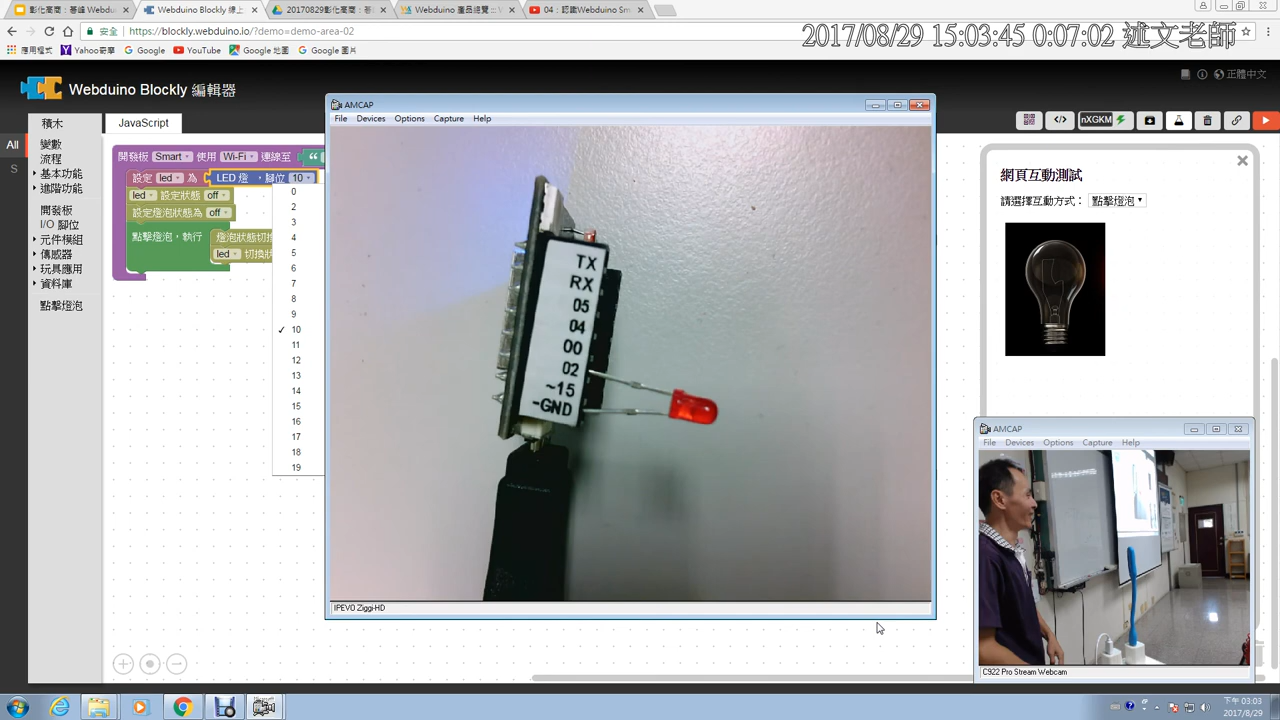 彰化高商：蕃峰 Webdu
Webduino Blockly 線上
20170829彰化高商：蕃
Webduino 產品總覽：V
04：認識Webduino Sm
安全
https://blockly.webduino.io/?demo=demo-area-02
2017/08/29 15:03:45 0:07:02 述文老師
應用程式
Yahoo奇摩
Google
YouTube
Google 地圖
Google 圖片
Webduino Blockly 編輯器
正體中文
積木
JavaScript
nXGKM
All
S
變數
流程
基本功能
進階功能
開發板
I/O 腳位
元件模組
傳感器
玩具應用
資料庫
點擊燈泡
開發板 Smart 使用 Wi-Fi 連線至
設定 led 為 LED 燈 ，腳位 10
led 設定狀態 off
設定燈泡狀態為 off
點擊燈泡，執行 燈泡狀態切換
led 切換狀
0
2
3
4
5
6
7
8
9
✓ 10
11
12
13
14
15
16
17
18
19
AMCAP
File Devices Options Capture Help
TX
RX
05
04
00
02
~15
-GND
IPEVO Ziggi-HD
網頁互動測試
請選擇互動方式： 點擊燈泡
AMCAP
File Devices Options Capture Help
C922 Pro Stream Webcam
下午 03:03
2017/8/29